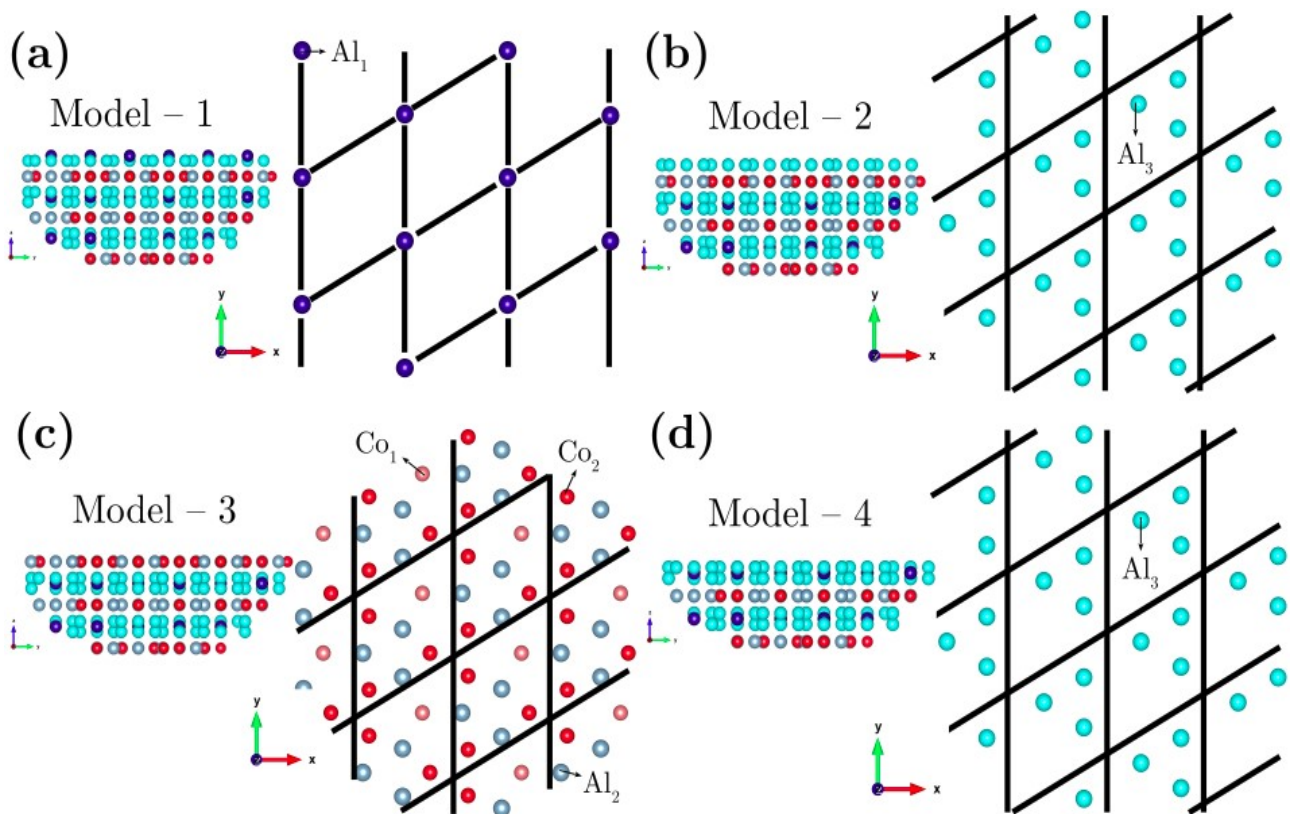 (a)
Al1
Model – 1
y
x
z
z
y
(b)
Model – 2
Al3
y
x
z
z
y
(c)
Co1
Co2
Model – 3
Al2
y
x
z
z
y
(d)
Model – 4
Al3
y
x
z
z
y